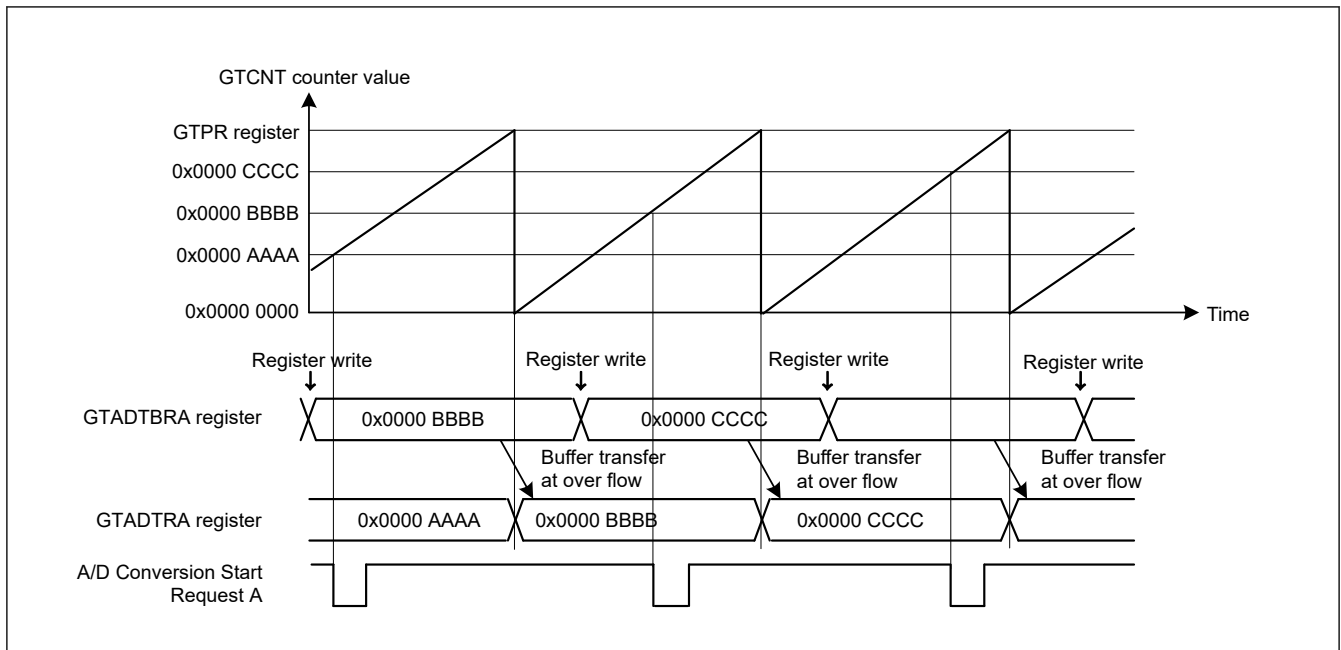 GTCNT counter value
GTPR register
0x0000 CCCC
0x0000 BBBB
0x0000 AAAA
0x0000 0000
Time
Register write
Register write
Register write
Register write
GTADTBRA register
0x0000 BBBB
0x0000 CCCC
Buffer transfer
at over flow
Buffer transfer
at over flow
Buffer transfer
at over flow
GTADTRA register
0x0000 AAAA
0x0000 BBBB
0x0000 CCCC
A/D Conversion Start
Request A